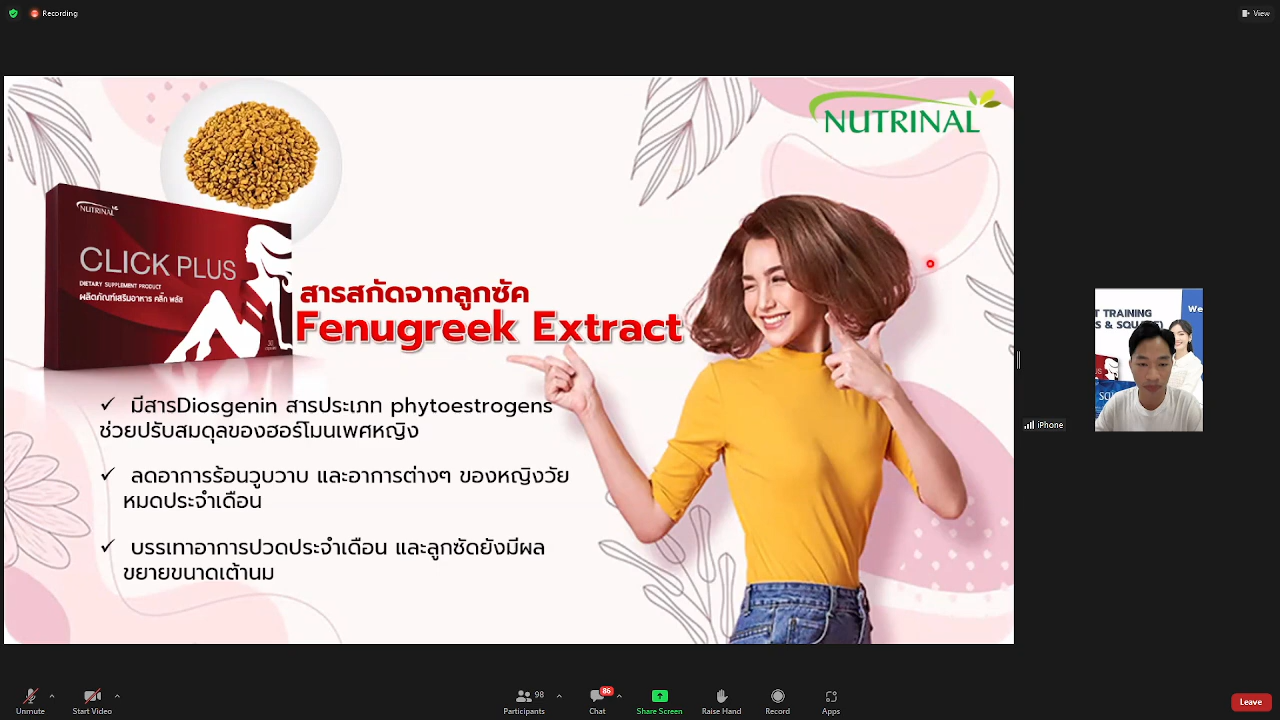 Recording
View
NUTRINAL
NUTRINAL
CLICK PLUS
DIETARY SUPPLEMENT PRODUCT
ผลิตภัณฑ์เสริมอาหาร คลิ๊ก พลัส
30
สารสกัดจากลูกซัค
Fenugreek Extract
✓ มีสารDiosgenin สารประเภท phytoestrogens
ช่วยปรับสมดุลของฮอร์โมนเพศหญิง
✓ ลดอาการร้อนวูบวาบ และอาการต่างๆ ของหญิงวัย
หมดประจำเดือน
✓ บรรเทาอาการปวดประจำเดือน และลูกซัดยังมีผล
ขยายขนาดเต้านม
T TRAINING
We
iPhone
Unmute
Start Video
98
Participants
86
Chat
Share Screen
Raise Hand
Record
Apps
Leave